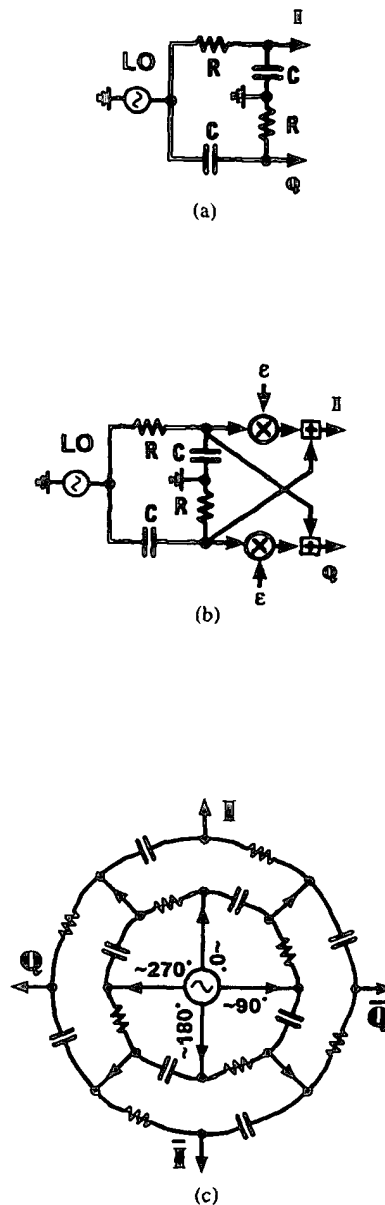 I
R
LO
C
R
C
Q
(a)
ε
I
LO
R
C
R
C
ε
Q
(b)
I
Q
~270°
~0°
~90°
~180°
Q̄
Ī
(c)